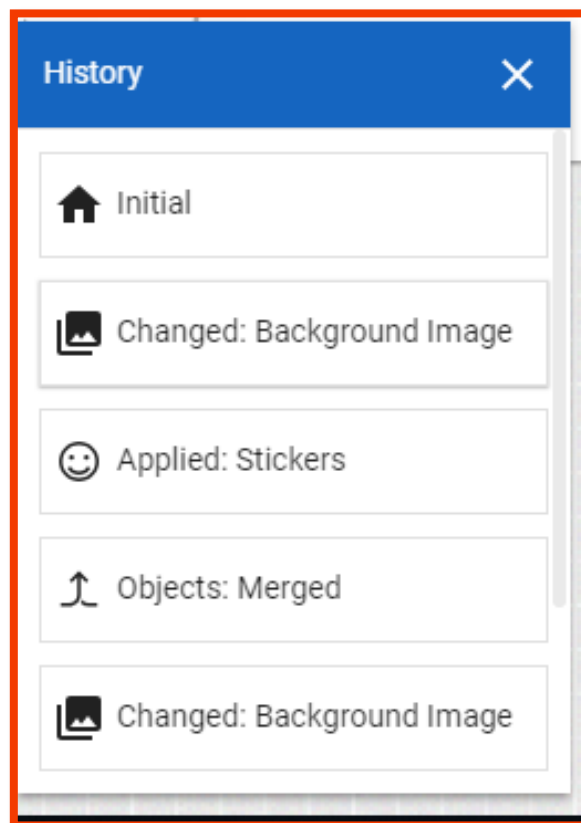 History
Initial
Changed: Background Image
Applied: Stickers
Objects: Merged
Changed: Background Image